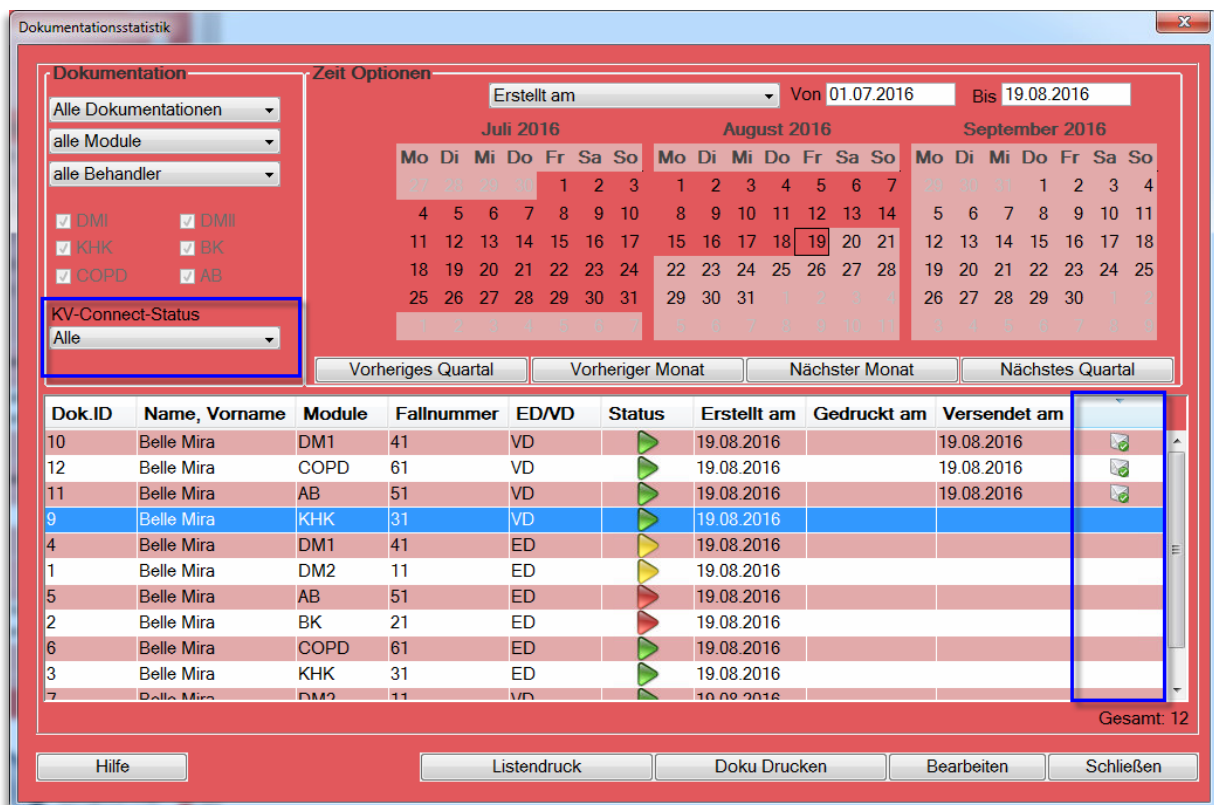 Dokumentationsstatistik
Dokumentation
Alle Dokumentationen
alle Module
alle Behandler
DMI DMII
KHK BK
COPD AB
KV-Connect-Status
Alle
Zeit Optionen
Erstellt am Von 01.07.2016 Bis 19.08.2016
Juli 2016 August 2016 September 2016
Mo Di Mi Do Fr Sa So Mo Di Mi Do Fr Sa So Mo Di Mi Do Fr Sa So
27 28 29 30 1 2 3 1 2 3 4 5 6 7 29 30 31 1 2 3 4
4 5 6 7 8 9 10 8 9 10 11 12 13 14 5 6 7 8 9 10 11
11 12 13 14 15 16 17 15 16 17 18 19 20 21 12 13 14 15 16 17 18
18 19 20 21 22 23 24 22 23 24 25 26 27 28 19 20 21 22 23 24 25
25 26 27 28 29 30 31 29 30 31 1 2 3 4 26 27 28 29 30 1 2
1 2 3 4 5 6 7 5 6 7 8 9 10 11 3 4 5 6 7 8 9
Vorheriges Quartal Vorheriger Monat Nächster Monat Nächstes Quartal
Dok.ID Name, Vorname Module Fallnummer ED/VD Status Erstellt am Gedruckt am Versendet am
10 Belle Mira DM1 41 VD 19.08.2016 19.08.2016
12 Belle Mira COPD 61 VD 19.08.2016 19.08.2016
11 Belle Mira AB 51 VD 19.08.2016 19.08.2016
9 Belle Mira KHK 31 VD 19.08.2016
4 Belle Mira DM1 41 ED 19.08.2016
1 Belle Mira DM2 11 ED 19.08.2016
5 Belle Mira AB 51 ED 19.08.2016
2 Belle Mira BK 21 ED 19.08.2016
6 Belle Mira COPD 61 ED 19.08.2016
3 Belle Mira KHK 31 ED 19.08.2016
7 Belle Mira DM2 11 VD 19.08.2016
Gesamt: 12
Hilfe Listendruck Doku Drucken Bearbeiten Schließen